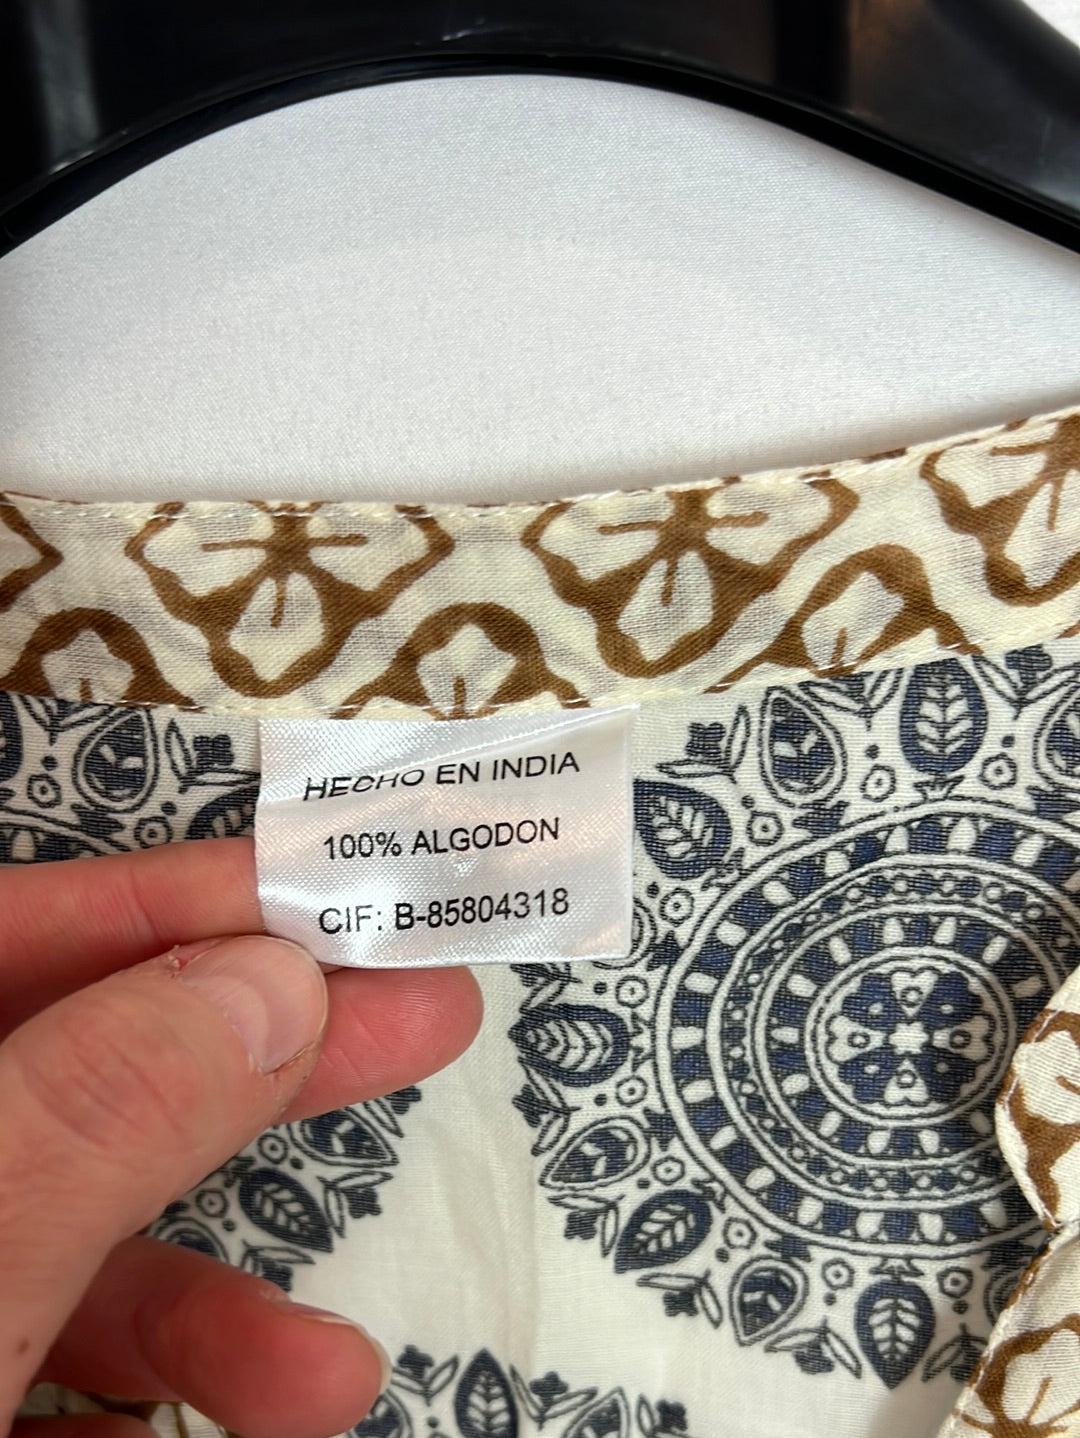 HECHO EN INDIA
100% ALGODON
CIF: B-85804318